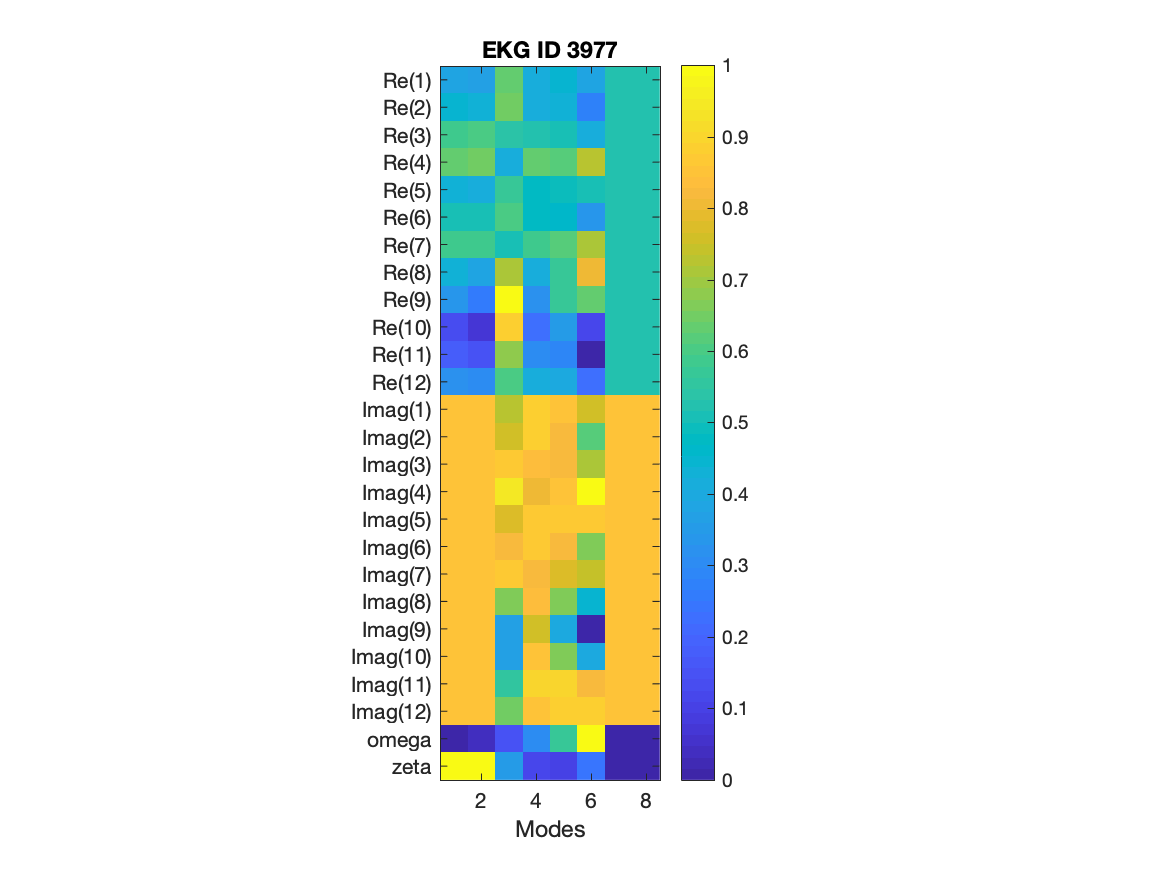 EKG ID 3977
Re(1)
Re(2)
Re(3)
Re(4)
Re(5)
Re(6)
Re(7)
Re(8)
Re(9)
Re(10)
Re(11)
Re(12)
Imag(1)
Imag(2)
Imag(3)
Imag(4)
Imag(5)
Imag(6)
Imag(7)
Imag(8)
Imag(9)
Imag(10)
Imag(11)
Imag(12)
omega
zeta
2 4 6 8
Modes
1
0.9
0.8
0.7
0.6
0.5
0.4
0.3
0.2
0.1
0